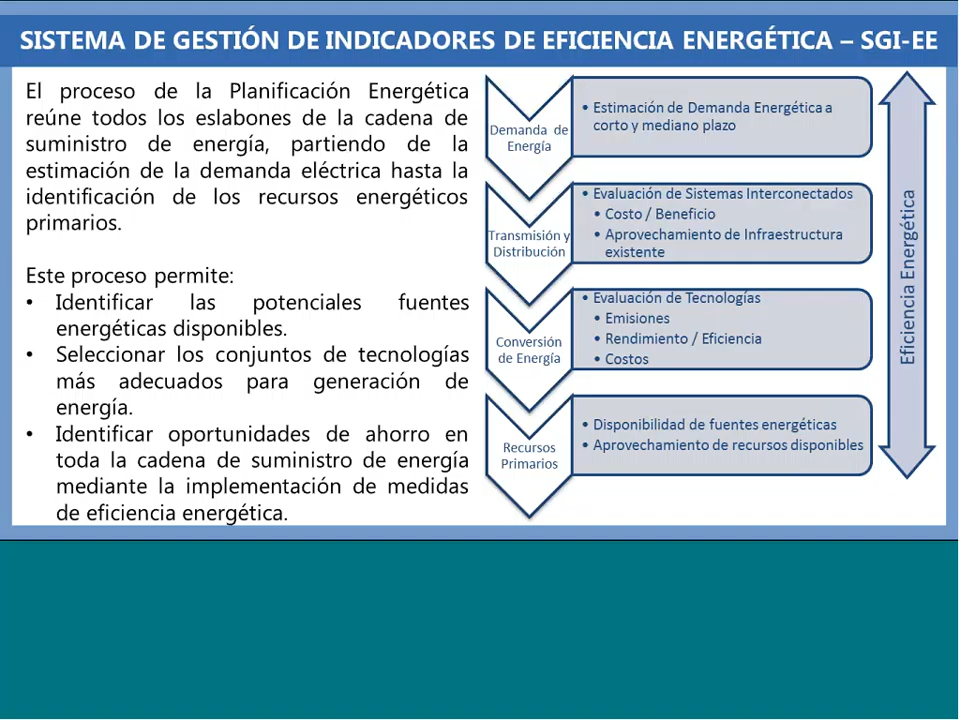 SISTEMA DE GESTIÓN DE INDICADORES DE EFICIENCIA ENERGÉTICA – SGI-EE
El proceso de la Planificación Energética
reúne todos los eslabones de la cadena de
suministro de energía, partiendo de la
estimación de la demanda eléctrica hasta la
identificación de los recursos energéticos
primarios.
Este proceso permite:
• Identificar las potenciales fuentes
energéticas disponibles.
• Seleccionar los conjuntos de tecnologías
más adecuados para generación de
energía.
• Identificar oportunidades de ahorro en
toda la cadena de suministro de energía
mediante la implementación de medidas
de eficiencia energética.
Demanda de
Energía
• Estimación de Demanda Energética a
corto y mediano plazo
Transmisión y
Distribución
• Evaluación de Sistemas Interconectados
• Costo / Beneficio
• Aprovechamiento de Infraestructura
existente
Conversión
de Energía
• Evaluación de Tecnologías
• Emisiones
• Rendimiento / Eficiencia
• Costos
Recursos
Primarios
• Disponibilidad de fuentes energéticas
• Aprovechamiento de recursos disponibles
Eficiencia Energética